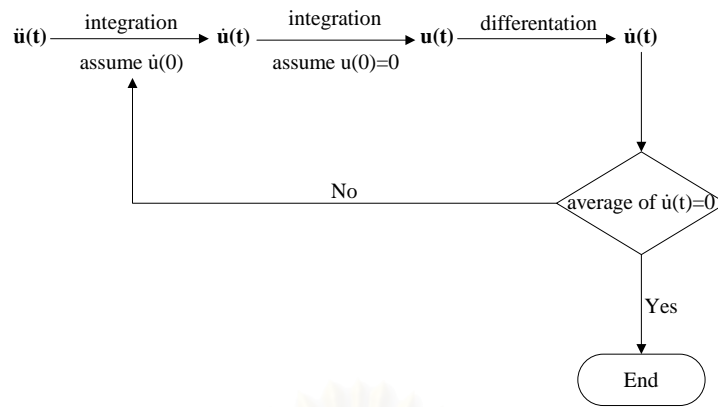 integration
integration
differentation
ü(t)
u̇(t)
u(t)
u̇(t)
assume u̇(0)
assume u(0)=0
No
average of u̇(t)=0
Yes
End